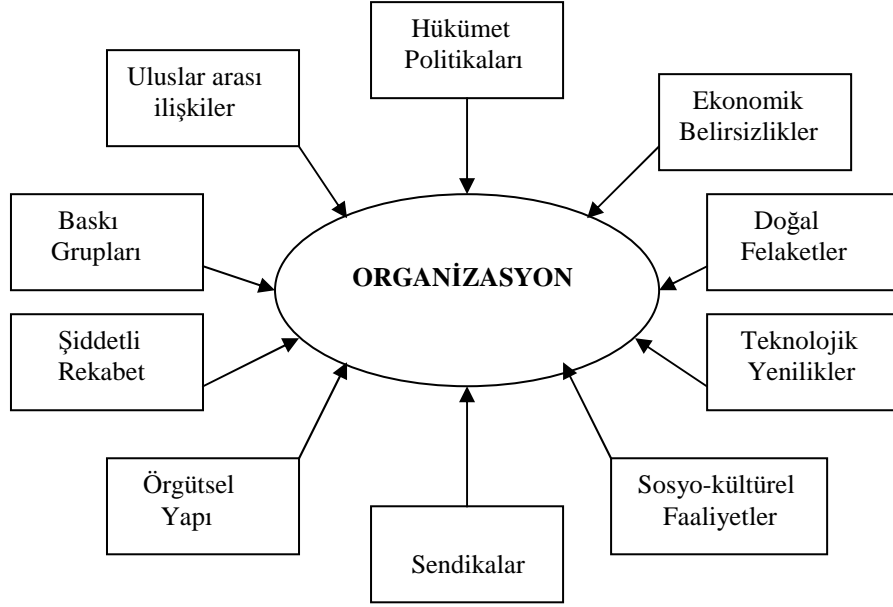 Hükümet
Politikaları
Uluslar arası
ilişkiler
Ekonomik
Belirsizlikler
Baskı
Grupları
Doğal
Felaketler
ORGANİZASYON
Şiddetli
Rekabet
Teknolojik
Yenilikler
Örgütsel
Yapı
Sosyo-kültürel
Faaliyetler
Sendikalar